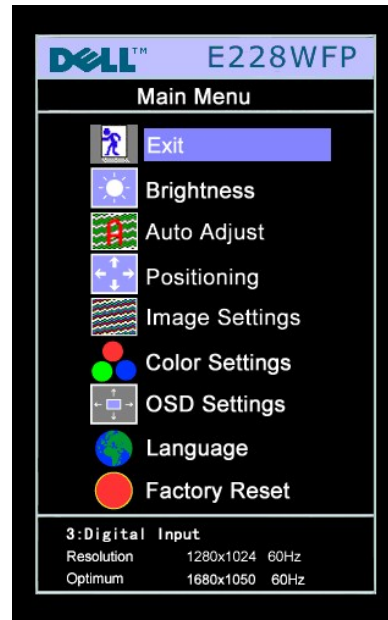 DELL™ E228WFP
Main Menu
Exit
Brightness
Auto Adjust
Positioning
Image Settings
Color Settings
OSD Settings
Language
Factory Reset
3:Digital Input
Resolution 1280x1024 60Hz
Optimum 1680x1050 60Hz